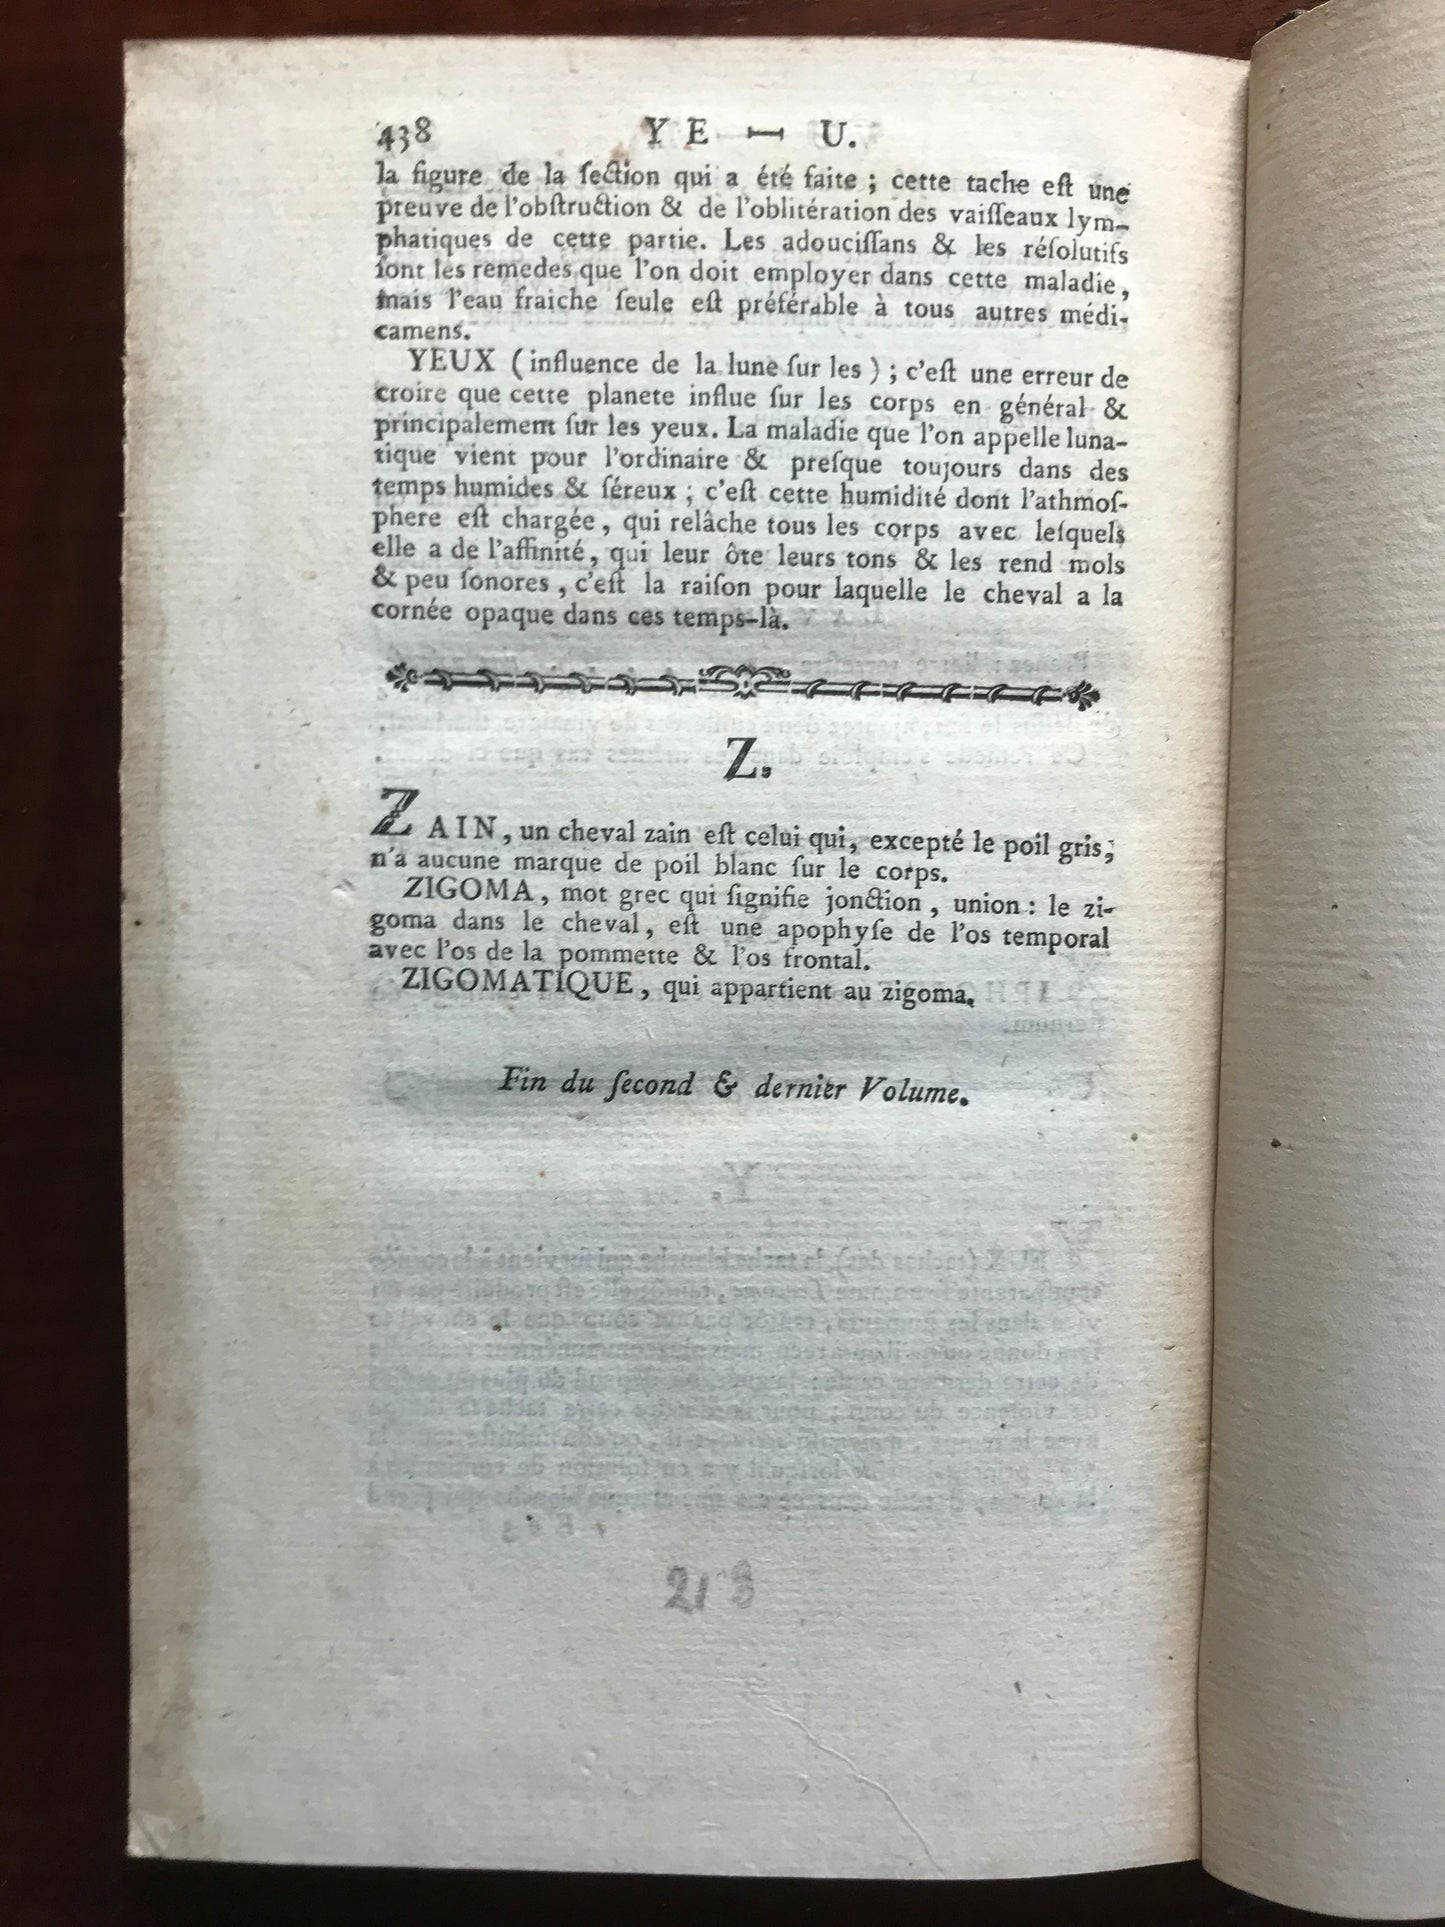 438 YE ⟼ U.
la figure de la ſection qui a été faite ; cette tache eſt une
preuve de l'obſtruction & de l'oblitération des vaiſſeaux lym-
phatiques de cette partie. Les adouciſſans & les réſolutifs
ſont les remedes que l'on doit employer dans cette maladie,
mais l'eau fraiche ſeule eſt préférable à tous autres médi-
camens.
YEUX (influence de la lune ſur les) ; c'eſt une erreur de
croire que cette planete influe ſur les corps en général &
principalement ſur les yeux. La maladie que l'on appelle luna-
tique vient pour l'ordinaire & preſque toujours dans des
temps humides & ſéreux ; c'eſt cette humidité dont l'athmoſ-
phere eſt chargée, qui relâche tous les corps avec leſquels
elle a de l'affinité, qui leur ôte leurs tons & les rend mols
& peu ſonores, c'eſt la raiſon pour laquelle le cheval a la
cornée opaque dans ces temps-là.
Z.
ZAIN, un cheval zain eſt celui qui, excepté le poil gris,
n'a aucune marque de poil blanc ſur le corps.
ZIGOMA, mot grec qui ſignifie jonction, union : le zi-
goma dans le cheval, eſt une apophyſe de l'os temporal
avec l'os de la pommette & l'os frontal.
ZIGOMATIQUE, qui appartient au zigoma.
Fin du ſecond & dernier Volume.